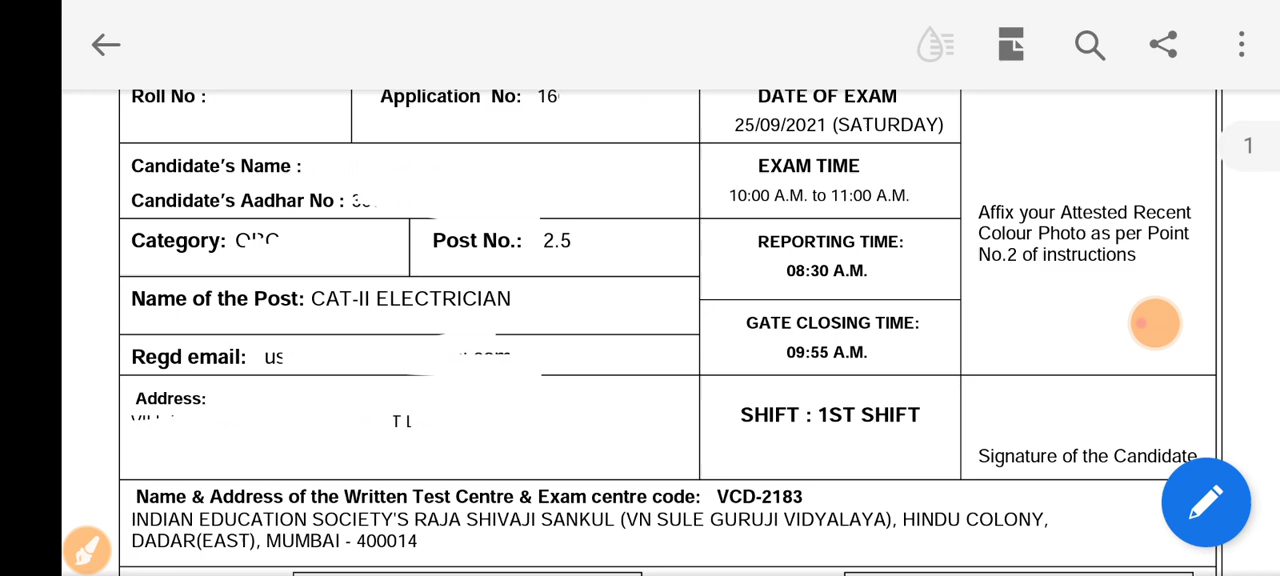 1
Roll No :
Application No: 16
DATE OF EXAM
25/09/2021 (SATURDAY)
Candidate's Name :
EXAM TIME
Candidate's Aadhar No :
10:00 A.M. to 11:00 A.M.
Affix your Attested Recent
Colour Photo as per Point
No.2 of instructions
Category:
Post No.: 2.5
REPORTING TIME:
08:30 A.M.
Name of the Post: CAT-II ELECTRICIAN
GATE CLOSING TIME:
09:55 A.M.
Regd email: us
Address:
SHIFT : 1ST SHIFT
Signature of the Candidate
Name & Address of the Written Test Centre & Exam centre code: VCD-2183
INDIAN EDUCATION SOCIETY'S RAJA SHIVAJI SANKUL (VN SULE GURUJI VIDYALAYA), HINDU COLONY,
DADAR(EAST), MUMBAI - 400014